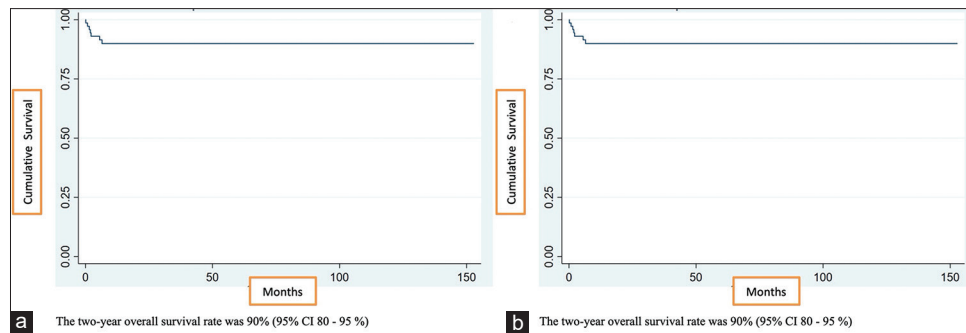 1.00
0.75
0.50
0.25
0.00
Cumulative Survival
0
50
100
150
Months
a
The two-year overall survival rate was 90% (95% CI 80 - 95 %)
1.00
0.75
0.50
0.25
0.00
Cumulative Survival
0
50
100
150
Months
b
The two-year overall survival rate was 90% (95% CI 80 - 95 %)